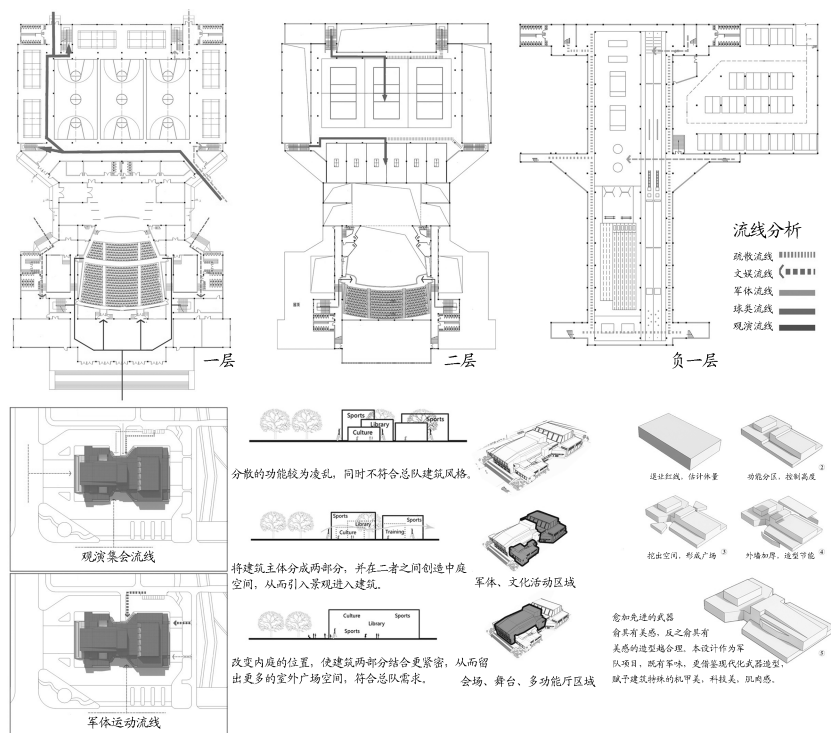 一层
二层
负一层
流线分析
疏散流线
文娱流线
军体流线
球类流线
观演流线
观演集会流线
军体运动流线
Sports
Library
Culture
Sports
分散的功能较为凌乱，同时不符合总队建筑风格。
Sports
Library
Culture
Sports
Training
将建筑主体分成两部分，并在二者之间创造中庭
空间，从而引入景观进入建筑。
Culture
Sports
Library
Sports
改变内庭的位置，使建筑两部分结合更紧密，从而留
出更多的室外广场空间，符合总队需求。
军体、文化活动区域
会场、舞台、多功能厅区域
退让红线，估计体量
②
功能分区，控制高度
挖出空间，形成广场
③
外墙加厚，造型节能
④
⑤
愈加先进的武器
俞具有美感，反之俞具有
美感的造型越合理。本设计作为军
队项目，既有军味，更借鉴现代化武器造型，
赋予建筑特殊的机甲美，科技美，肌肉感。